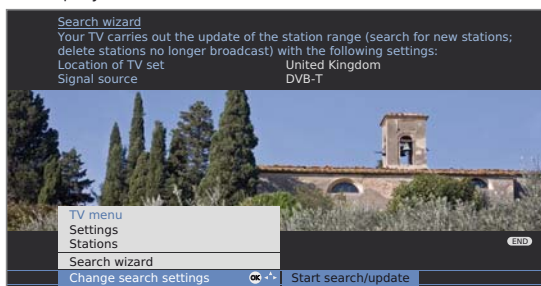 Search wizard
Your TV carries out the update of the station range (search for new stations;
delete stations no longer broadcast) with the following settings:
Location of TV set United Kingdom
Signal source DVB-T
TV menu
Settings
Stations
END
Search wizard
Change search settings OK Start search/update